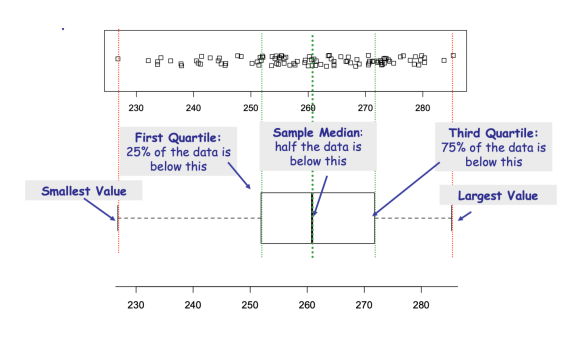 230 240 250 260 270 280
First Quartile:
25% of the data is
below this
Sample Median:
half the data is
below this
Third Quartile:
75% of the data is
below this
Smallest Value
Largest Value
230 240 250 260 270 280